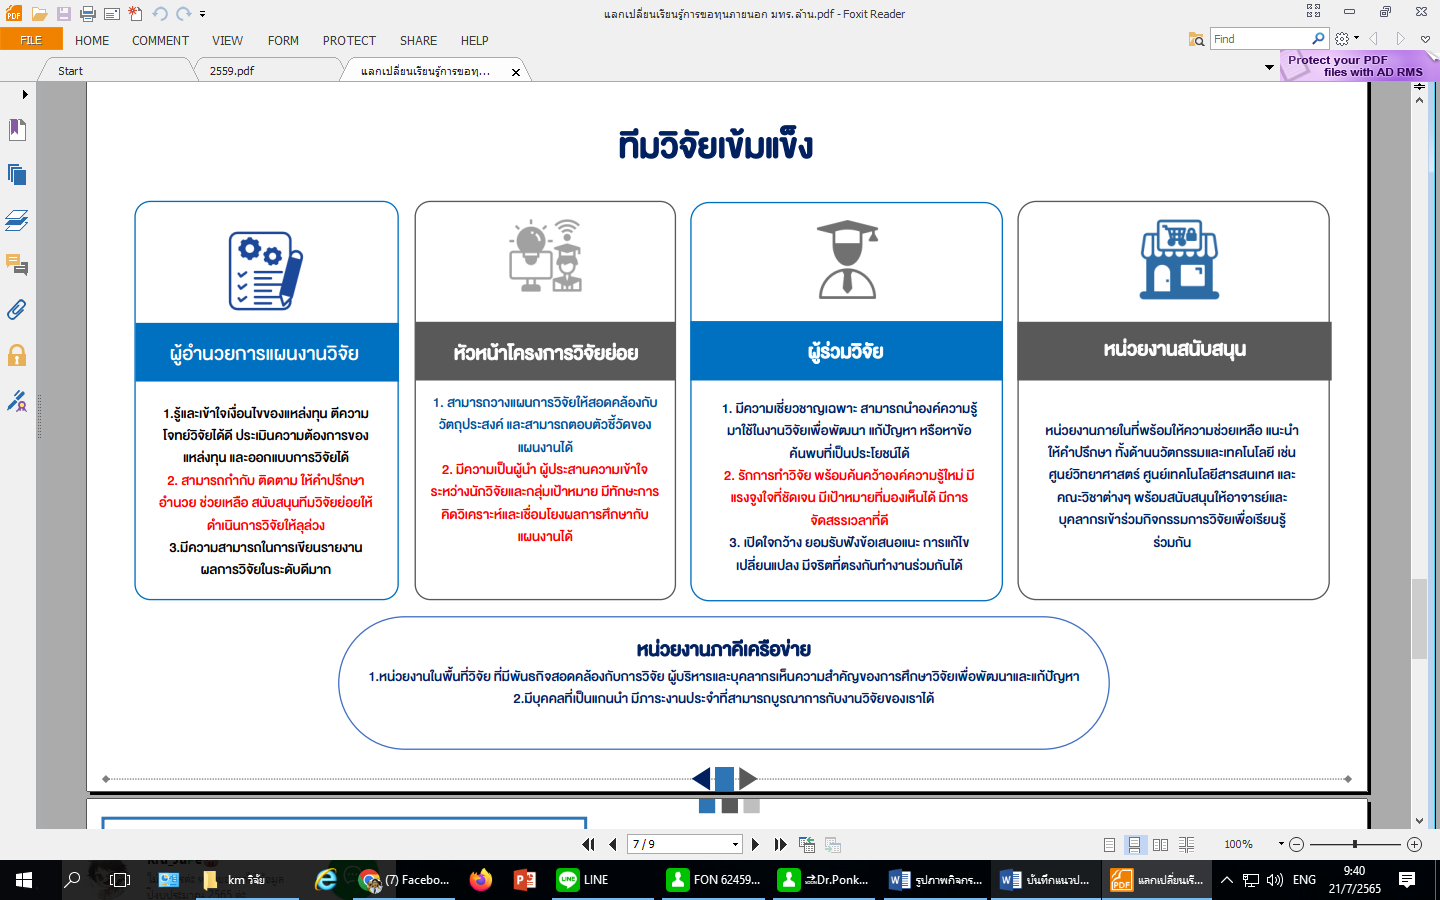 แลกเปลี่ยนเรียนรู้การขอทุนภายนอก มทร.ล้าน.pdf - Foxit Reader
FILE HOME COMMENT VIEW FORM PROTECT SHARE HELP
Find
Start 2559.pdf แลกเปลี่ยนเรียนรู้การขอทุ...
Protect your PDF
files with AD RMS
ทีมวิจัยเข้มแข็ง
ผู้อำนวยการแผนงานวิจัย
1.รู้และเข้าใจเงื่อนไขของแหล่งทุน ตีความ
โจทย์วิจัยได้ดี ประเมินความต้องการของ
แหล่งทุน และออกแบบการวิจัยได้
2. สามารถกำกับ ติดตาม ให้คำปรึกษา
อำนวย ช่วยเหลือ สนับสนุนทีมวิจัยย่อยให้
ดำเนินการวิจัยให้ลุล่วง
3.มีความสามารถในการเขียนรายงาน
ผลการวิจัยในระดับดีมาก
หัวหน้าโครงการวิจัยย่อย
1. สามารถวางแผนการวิจัยให้สอดคล้องกับ
วัตถุประสงค์ และสามารถตอบตัวชี้วัดของ
แผนงานได้
2. มีความเป็นผู้นำ ผู้ประสานความเข้าใจ
ระหว่างนักวิจัยและกลุ่มเป้าหมาย มีทักษะการ
คิดวิเคราะห์และเชื่อมโยงผลการศึกษากับ
แผนงานได้
ผู้ร่วมวิจัย
1. มีความเชี่ยวชาญเฉพาะ สามารถนำองค์ความรู้
มาใช้ในงานวิจัยเพื่อพัฒนา แก้ปัญหา หรือหาข้อ
ค้นพบที่เป็นประโยชน์ได้
2. รักการทำวิจัย พร้อมค้นคว้าองค์ความรู้ใหม่ มี
แรงจูงใจที่ชัดเจน มีเป้าหมายที่มองเห็นได้ มีการ
จัดสรรเวลาที่ดี
3. เปิดใจกว้าง ยอมรับฟังข้อเสนอแนะ การแก้ไข
เปลี่ยนแปลง มีจริตที่ตรงกันทำงานร่วมกันได้
หน่วยงานสนับสนุน
หน่วยงานภายในที่พร้อมให้ความช่วยเหลือ แนะนำ
ให้คำปรึกษา ทั้งด้านนวัตกรรมและเทคโนโลยี เช่น
ศูนย์วิทยาศาสตร์ ศูนย์เทคโนโลยีสารสนเทศ และ
คณะวิชาต่างๆ พร้อมสนับสนุนให้อาจารย์และ
บุคลากรเข้าร่วมกิจกรรมการวิจัยเพื่อเรียนรู้
ร่วมกัน
หน่วยงานภาคีเครือข่าย
1.หน่วยงานในพื้นที่วิจัย ที่มีพันธกิจสอดคล้องกับการวิจัย ผู้บริหารและบุคลากรเห็นความสำคัญของการศึกษาวิจัยเพื่อพัฒนาและแก้ปัญหา
2.มีบุคคลที่เป็นแกนนำ มีภาระงานประจำที่สามารถบูรณาการกับงานวิจัยของเราได้
7 / 9 100%
km วิจัย (7) Facebo... LINE FON 62459... Dr.Ponk... รูปภาพกิจกร... บันทึกแนวป... แลกเปลี่ยนเรี... ENG 9:40
21/7/2565